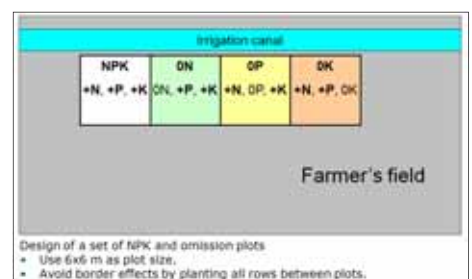 Irrigation canal
NPK 0N 0P 0K
+N, +P, +K 0N, +P, +K +N, 0P, +K +N, +P, 0K
Farmer's field
Design of a set of NPK and omission plots
• Use 6x6 m as plot size.
• Avoid border effects by planting all rows between plots.